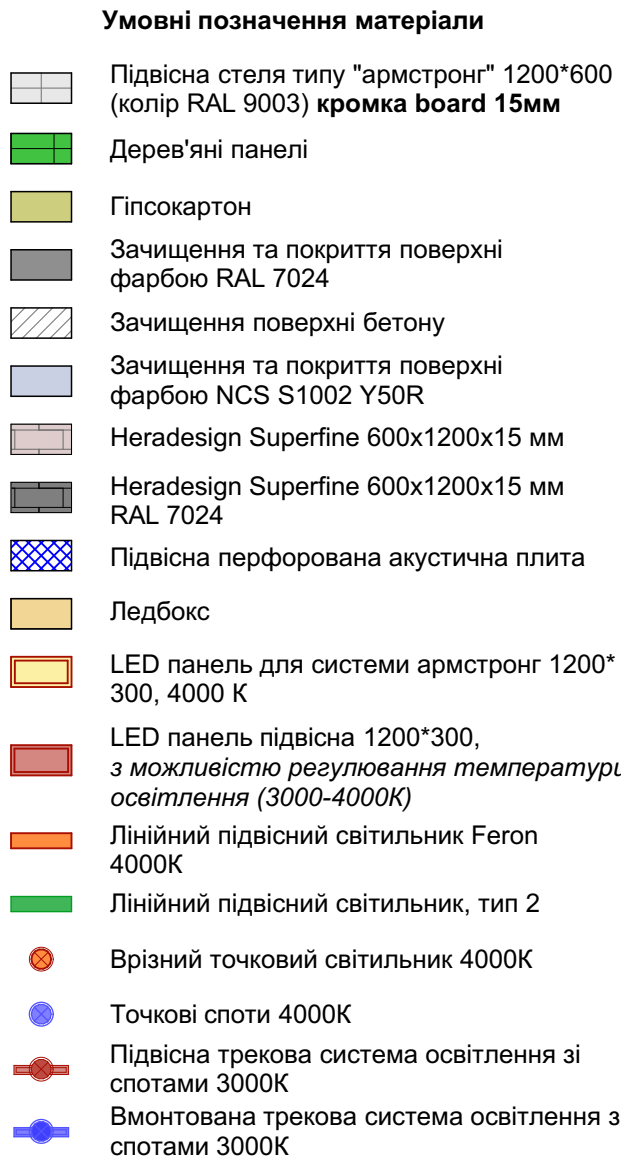 Умовні позначення матеріали
Підвісна стеля типу "армстронг" 1200*600
(колір RAL 9003) кромка board 15мм
Дерев'яні панелі
Гіпсокартон
Зачищення та покриття поверхні
фарбою RAL 7024
Зачищення поверхні бетону
Зачищення та покриття поверхні
фарбою NCS S1002 Y50R
Heradesign Superfine 600x1200x15 мм
Heradesign Superfine 600x1200x15 мм
RAL 7024
Підвісна перфорована акустична плита
Ледбокс
LED панель для системи армстронг 1200*
300, 4000 К
LED панель підвісна 1200*300,
з можливістю регулювання температури
освітлення (3000-4000К)
Лінійний підвісний світильник Feron
4000К
Лінійний підвісний світильник, тип 2
Врізний точковий світильник 4000К
Точкові споти 4000К
Підвісна трекова система освітлення зі
спотами 3000К
Вмонтована трекова система освітлення з
спотами 3000К